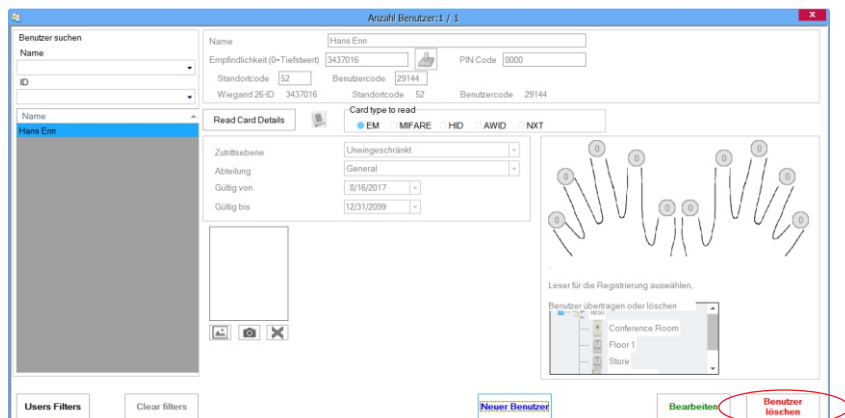 Anzahl Benutzer:1 / 1
x
Benutzer suchen
Name
ID
Name
Hans Enn
Name Hans Enn
Empfindlichkeit (0=Tiefstwert) 3437016 PIN Code 0000
Standortcode 52 Benutzercode 29144
Wiegand 26-ID 3437016 Standortcode 52 Benutzercode 29144
Read Card Details
Card type to read
EM MIFARE HID AWID NXT
Zutrittsebene Uneingeschränkt
Abteilung General
Gültig von 8/16/2017
Gültig bis 12/31/2099
0 0 0 0 0 0 0 0 0 0
Leser für die Registrierung auswählen,
Benutzer übertragen oder löschen
Conference Room
Floor 1
Store
Users Filters
Clear filters
Neuer Benutzer
Bearbeiten
Benutzer
löschen